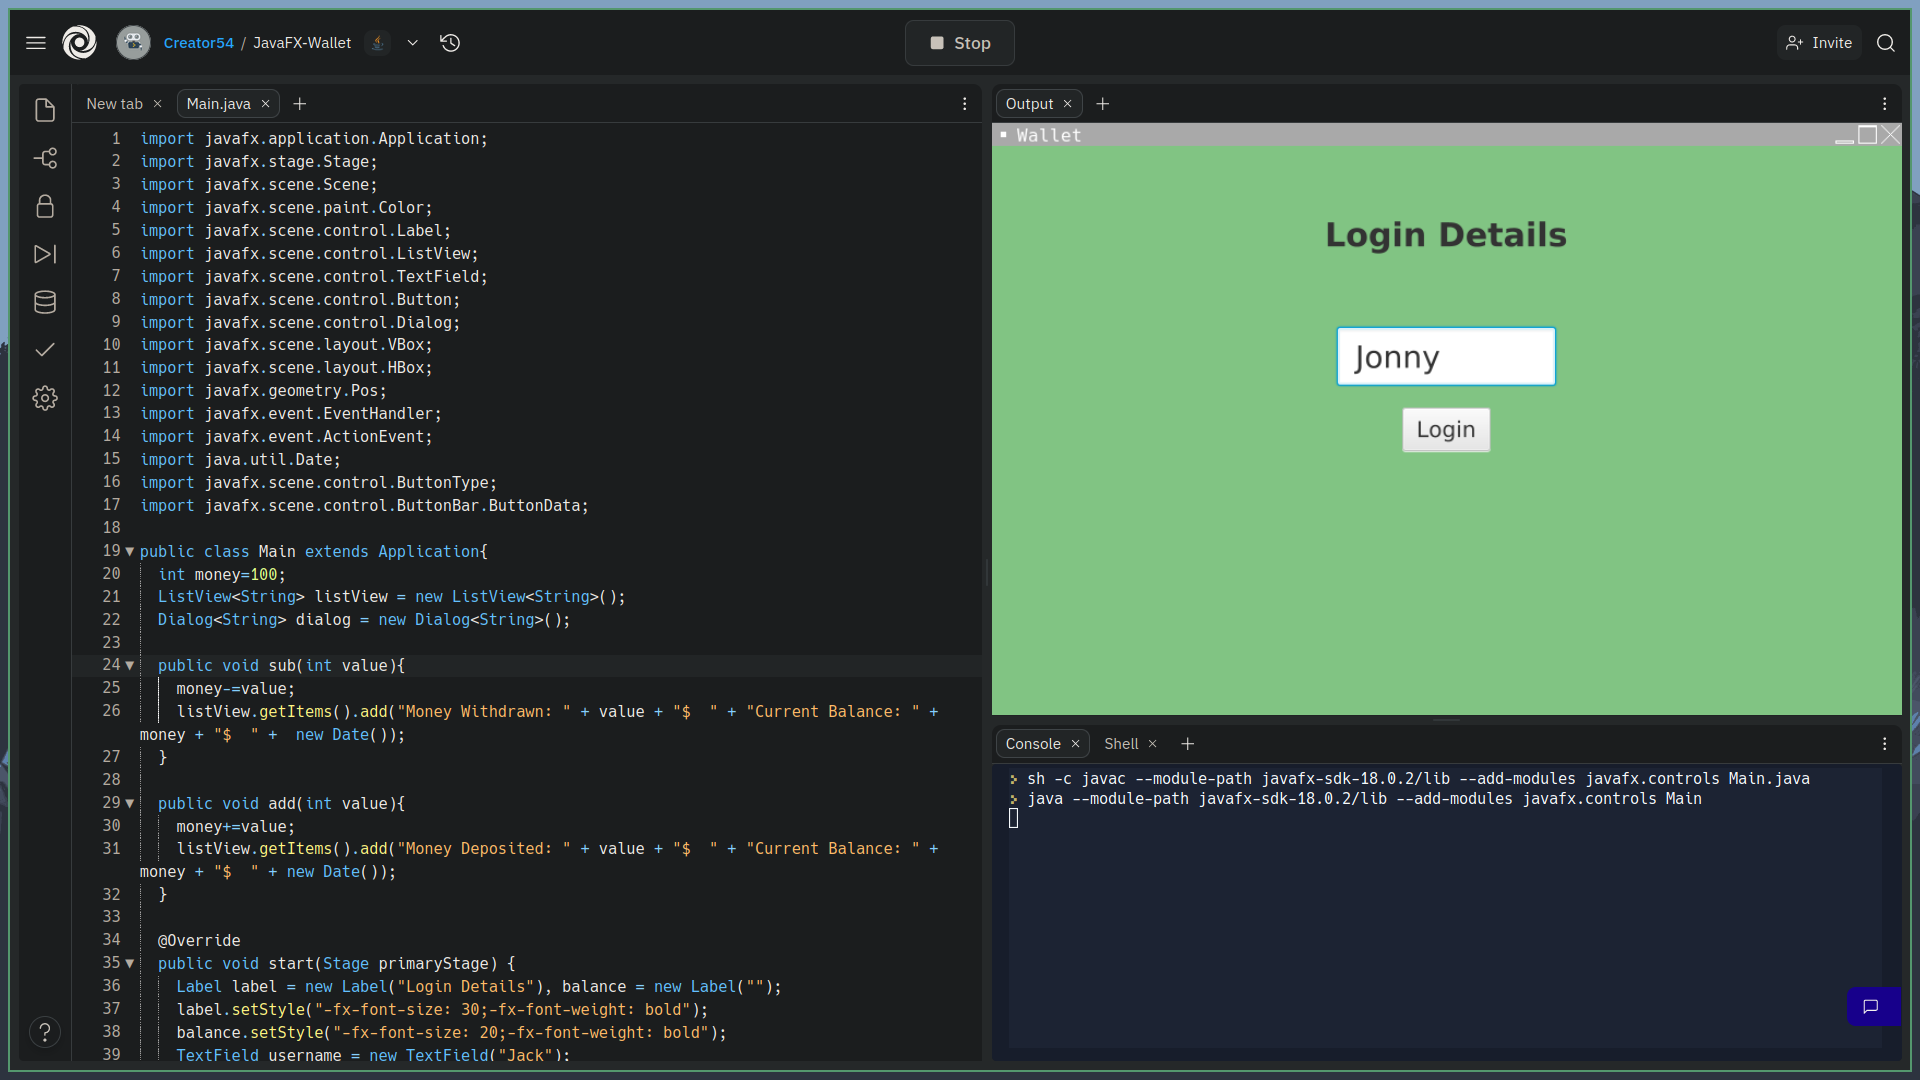 Creator54 / JavaFX-Wallet
Stop
Invite
New tab
Main.java
1 import javafx.application.Application;
2 import javafx.stage.Stage;
3 import javafx.scene.Scene;
4 import javafx.scene.paint.Color;
5 import javafx.scene.control.Label;
6 import javafx.scene.control.ListView;
7 import javafx.scene.control.TextField;
8 import javafx.scene.control.Button;
9 import javafx.scene.control.Dialog;
10 import javafx.scene.layout.VBox;
11 import javafx.scene.layout.HBox;
12 import javafx.geometry.Pos;
13 import javafx.event.EventHandler;
14 import javafx.event.ActionEvent;
15 import java.util.Date;
16 import javafx.scene.control.ButtonType;
17 import javafx.scene.control.ButtonBar.ButtonData;
18
19 public class Main extends Application{
20 int money=100;
21 ListView<String> listView = new ListView<String>();
22 Dialog<String> dialog = new Dialog<String>();
23
24 public void sub(int value){
25 money-=value;
26 listView.getItems().add("Money Withdrawn: " + value + "$  " + "Current Balance: " +
money + "$  " +  new Date());
27 }
28
29 public void add(int value){
30 money+=value;
31 listView.getItems().add("Money Deposited: " + value + "$  " + "Current Balance: " +
money + "$  " + new Date());
32 }
33
34 @Override
35 public void start(Stage primaryStage) {
36 Label label = new Label("Login Details"), balance = new Label("");
37 label.setStyle("-fx-font-size: 30;-fx-font-weight: bold");
38 balance.setStyle("-fx-font-size: 20;-fx-font-weight: bold");
39 TextField username = new TextField("Jack");
Output
Wallet
Login Details
Jonny
Login
Console
Shell
sh -c javac --module-path javafx-sdk-18.0.2/lib --add-modules javafx.controls Main.java
java --module-path javafx-sdk-18.0.2/lib --add-modules javafx.controls Main
?